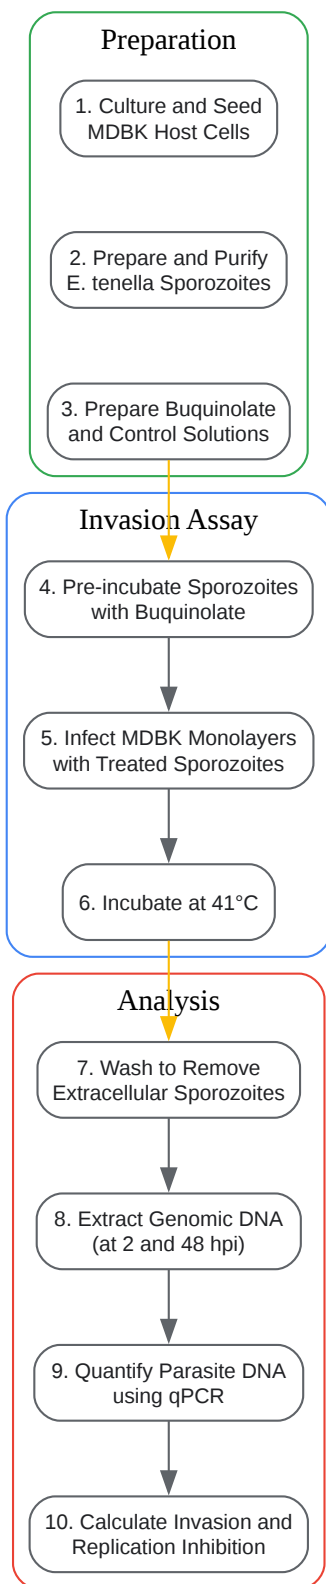 Preparation
1. Culture and Seed
MDBK Host Cells
2. Prepare and Purify
E. tenella Sporozoites
3. Prepare Buquinolate
and Control Solutions
Invasion Assay
4. Pre-incubate Sporozoites
with Buquinolate
5. Infect MDBK Monolayers
with Treated Sporozoites
6. Incubate at 41°C
Analysis
7. Wash to Remove
Extracellular Sporozoites
8. Extract Genomic DNA
(at 2 and 48 hpi)
9. Quantify Parasite DNA
using qPCR
10. Calculate Invasion and
Replication Inhibition